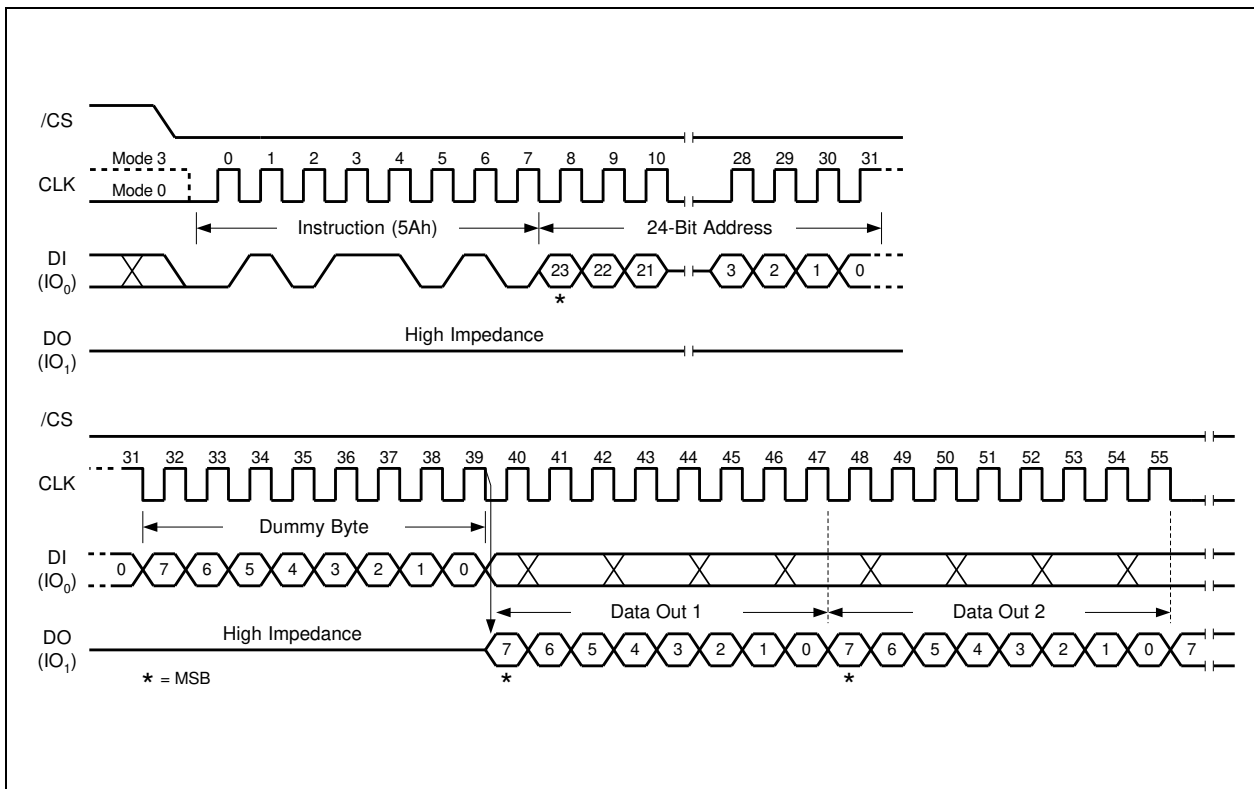 /CS
Mode 3 0 1 2 3 4 5 6 7 8 9 10 28 29 30 31
CLK
Mode 0
Instruction (5Ah) 24-Bit Address
DI
(IO0)
23 22 21 3 2 1 0
*
High Impedance
DO
(IO1)
/CS
31 32 33 34 35 36 37 38 39 40 41 42 43 44 45 46 47 48 49 50 51 52 53 54 55
CLK
Dummy Byte
DI
(IO0)
0 7 6 5 4 3 2 1 0
Data Out 1 Data Out 2
High Impedance
DO
(IO1)
7 6 5 4 3 2 1 0 7 6 5 4 3 2 1 0 7
* = MSB * *